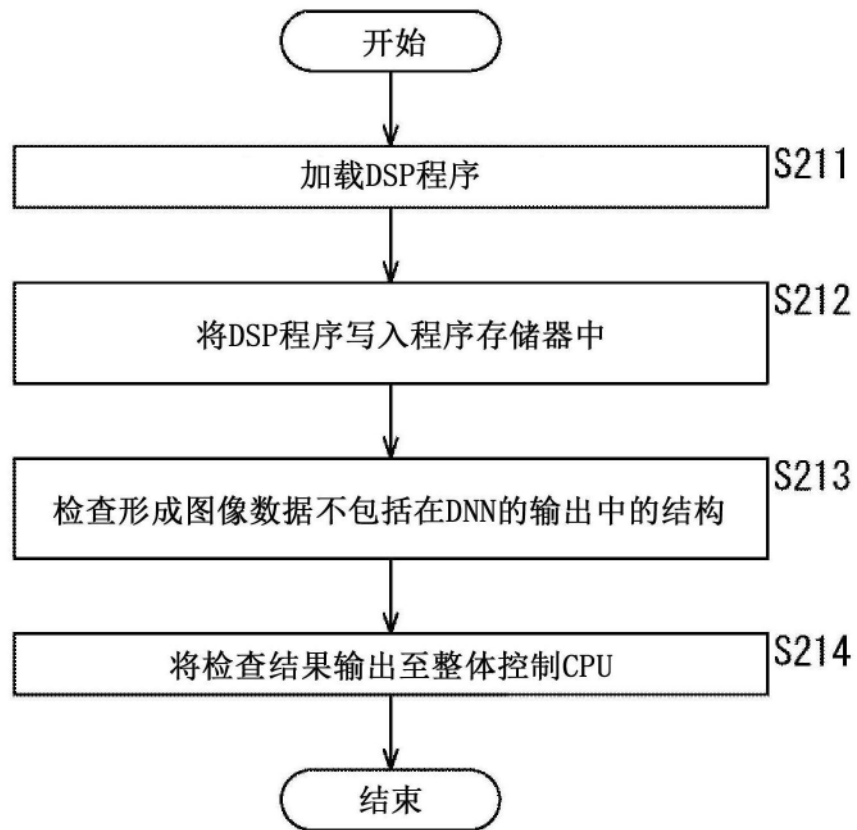 开始
加载DSP程序
S211
将DSP程序写入程序存储器中
S212
检查形成图像数据不包括在DNN的输出中的结构
S213
将检查结果输出至整体控制CPU
S214
结束